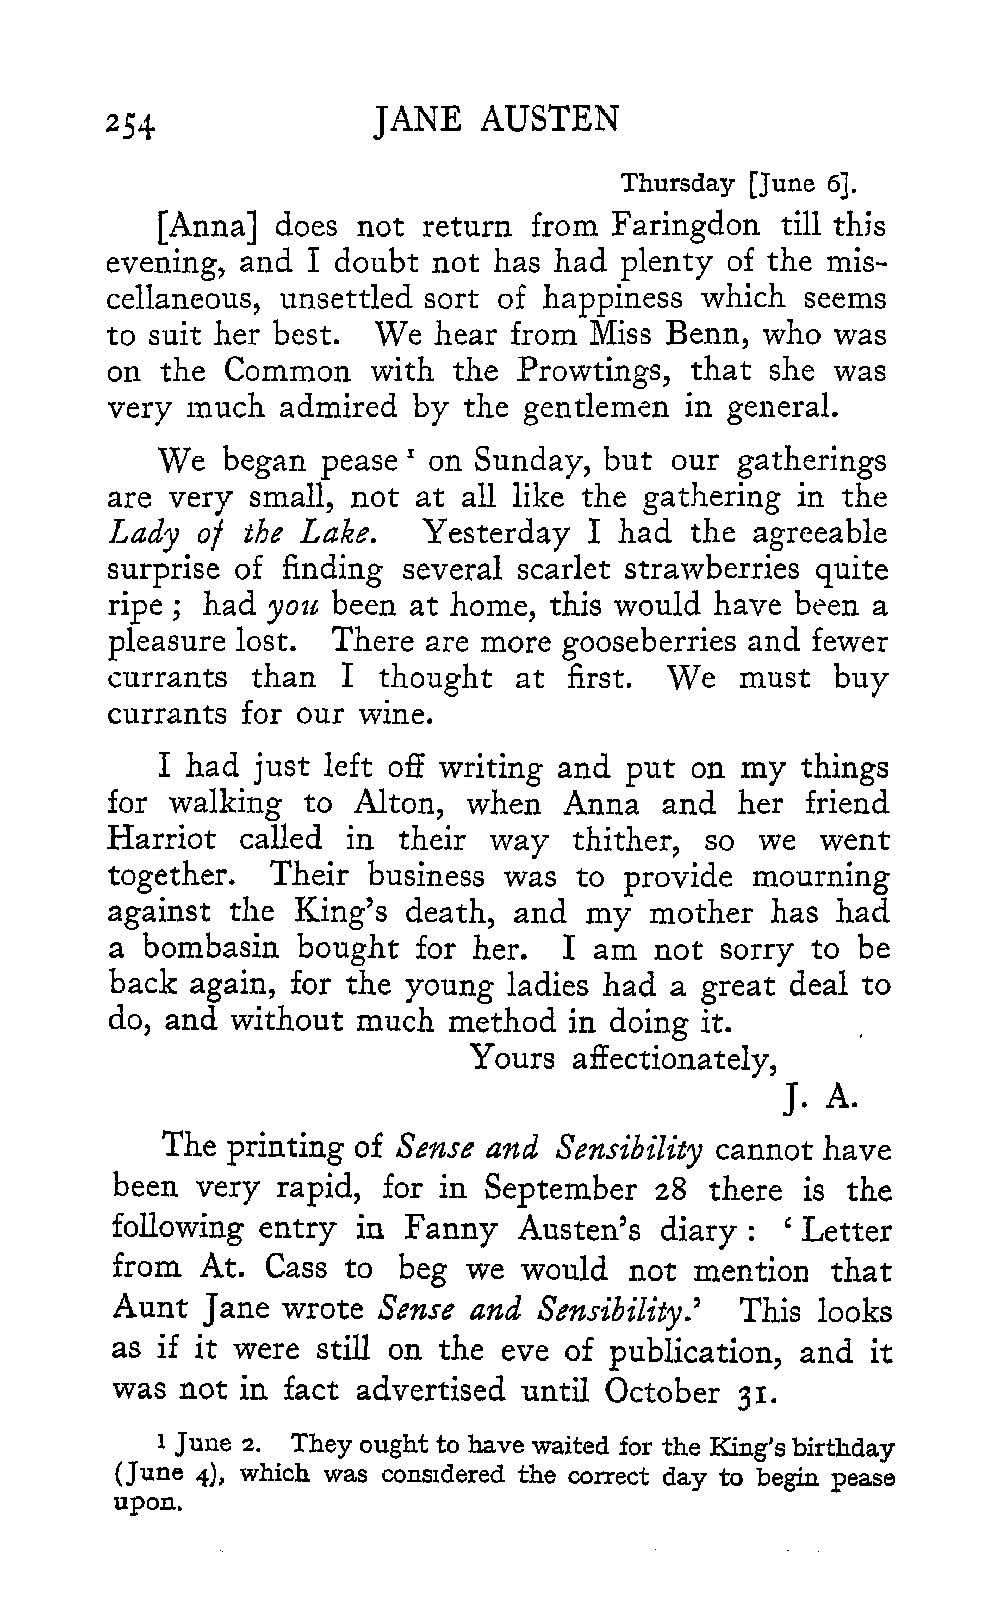 254 JANE AUSTEN
Thursday [June 6].
[Anna] does not return from Faringdon till this
evening, and I doubt not has had plenty of the mis-
cellaneous, unsettled sort of happiness which seems
to suit her best. We hear from Miss Benn, who was
on the Common with the Prowtings, that she was
very much admired by the gentlemen in general.
We began pease ¹ on Sunday, but our gatherings
are very small, not at all like the gathering in the
Lady of the Lake. Yesterday I had the agreeable
surprise of finding several scarlet strawberries quite
ripe ; had you been at home, this would have been a
pleasure lost. There are more gooseberries and fewer
currants than I thought at first. We must buy
currants for our wine.
I had just left off writing and put on my things
for walking to Alton, when Anna and her friend
Harriot called in their way thither, so we went
together. Their business was to provide mourning
against the King's death, and my mother has had
a bombasin bought for her. I am not sorry to be
back again, for the young ladies had a great deal to
do, and without much method in doing it.
Yours affectionately,
J. A.
The printing of Sense and Sensibility cannot have
been very rapid, for in September 28 there is the
following entry in Fanny Austen's diary : ‘ Letter
from At. Cass to beg we would not mention that
Aunt Jane wrote Sense and Sensibility.’ This looks
as if it were still on the eve of publication, and it
was not in fact advertised until October 31.
1 June 2. They ought to have waited for the King's birthday
(June 4), which was considered the correct day to begin pease
upon.